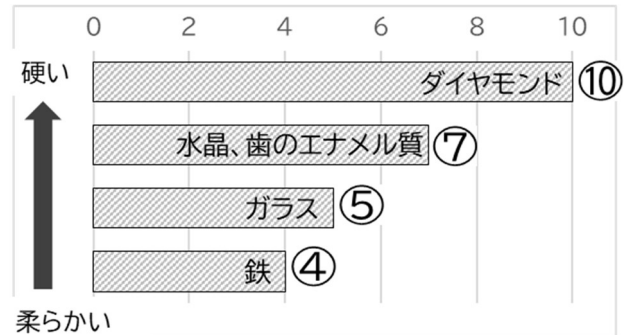 0 2 4 6 8 10
硬い
ダイヤモンド ⑩
水晶、歯のエナメル質 ⑦
ガラス ⑤
鉄 ④
柔らかい